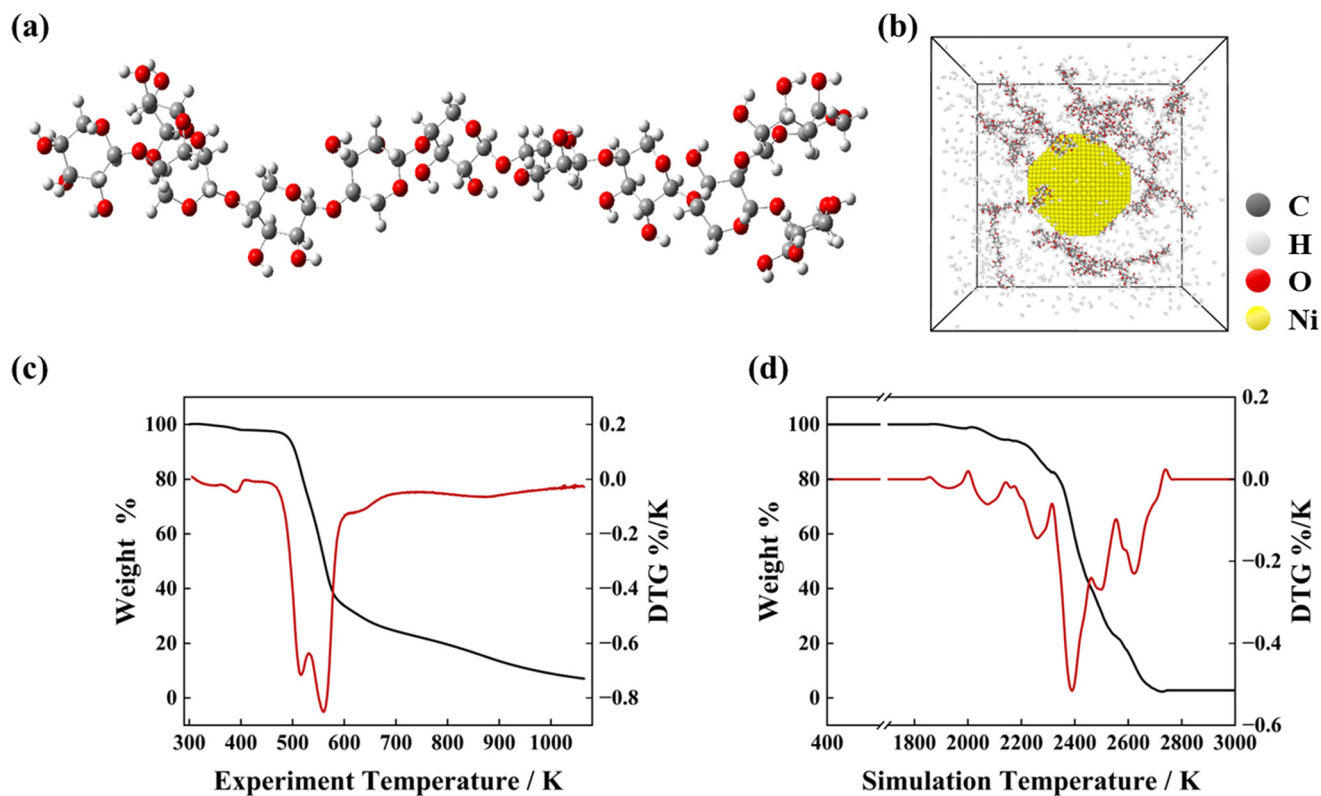 (a)
(b)
C
H
O
Ni
(c)
100
80
60
40
20
0
Weight %
0.2
0.0
−0.2
−0.4
−0.6
−0.8
DTG %/K
300 400 500 600 700 800 900 1000
Experiment Temperature / K
(d)
100
80
60
40
20
0
Weight %
0.2
0.0
−0.2
−0.4
−0.6
DTG %/K
400 1800 2000 2200 2400 2600 2800 3000
Simulation Temperature / K